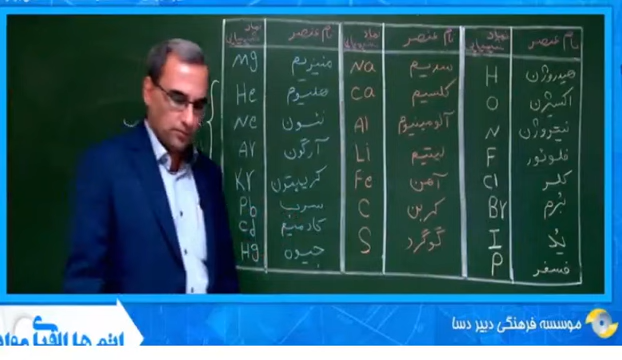 نام عنصر نماد شیمیایی نام عنصر نماد شیمیایی نام عنصر نماد شیمیایی
هیدروژن H سدیم Na منیزیم Mg
اکسیژن O کلسیم Ca هلیوم He
نیتروژن N آلومینیوم Al نئون Ne
فلوئور F لیتیم Li آرگون Ar
کلر Cl آهن Fe کریپتون Kr
برم Br کربن C سرب Pb
ید I گوگرد S کادمیم Cd
فسفر P جیوه Hg
موسسه فرهنگی دبیر دسا